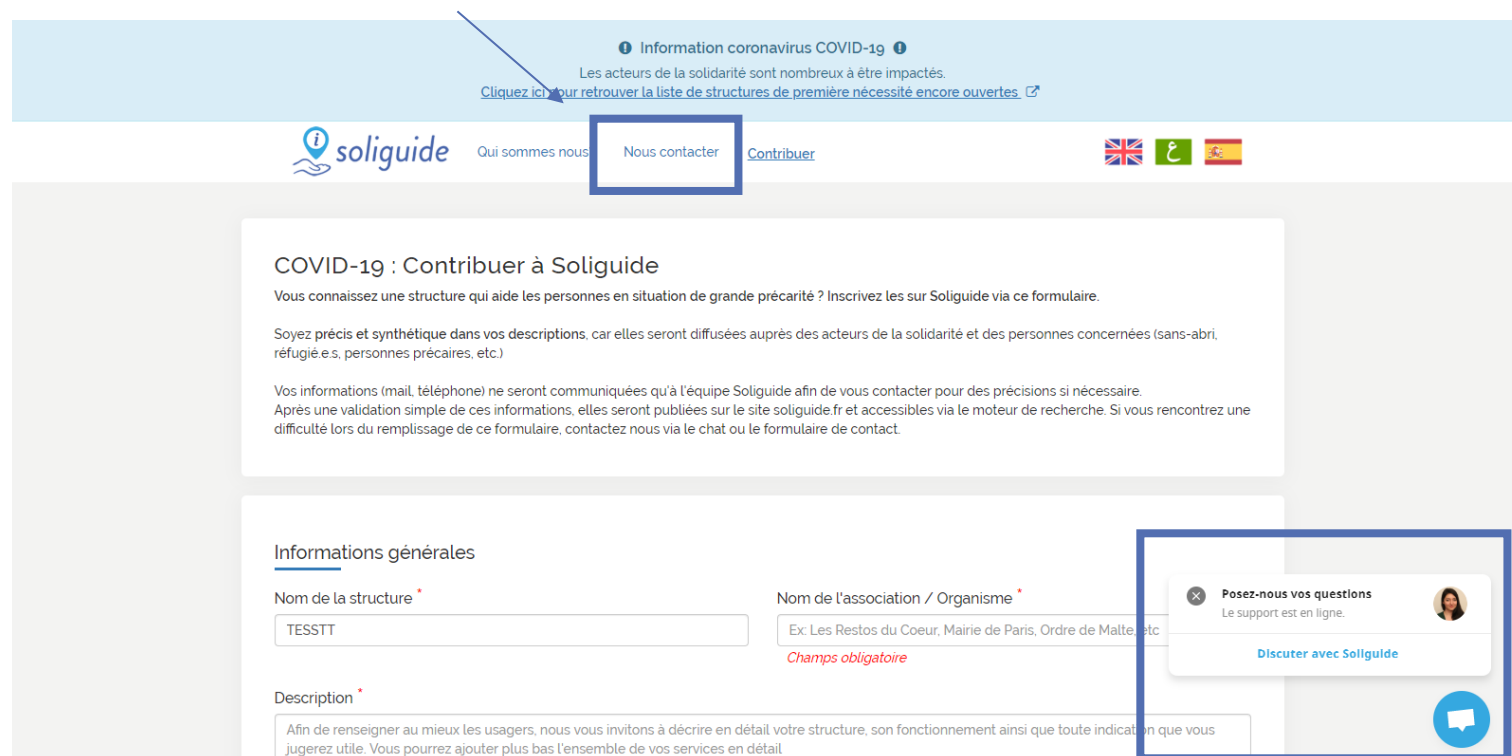 Information coronavirus COVID-19
Les acteurs de la solidarité sont nombreux à être impactés.
Cliquez ici pour retrouver la liste de structures de première nécessité encore ouvertes
soliguide
Qui sommes nous
Nous contacter
Contribuer
ع
COVID-19 : Contribuer à Soliguide
Vous connaissez une structure qui aide les personnes en situation de grande précarité ? Inscrivez les sur Soliguide via ce formulaire.
Soyez précis et synthétique dans vos descriptions, car elles seront diffusées auprès des acteurs de la solidarité et des personnes concernées (sans-abri,
réfugié.e.s, personnes précaires, etc.)
Vos informations (mail, téléphone) ne seront communiquées qu'à l'équipe Soliguide afin de vous contacter pour des précisions si nécessaire.
Après une validation simple de ces informations, elles seront publiées sur le site soliguide.fr et accessibles via le moteur de recherche. Si vous rencontrez une
difficulté lors du remplissage de ce formulaire, contactez nous via le chat ou le formulaire de contact.
Informations générales
Nom de la structure *
TESSTT
Nom de l'association / Organisme *
Ex: Les Restos du Coeur, Mairie de Paris, Ordre de Malte, etc
Champs obligatoire
Posez-nous vos questions
Le support est en ligne.
Discuter avec Soliguide
Description *
Afin de renseigner au mieux les usagers, nous vous invitons à décrire en détail votre structure, son fonctionnement ainsi que toute indication que vous
jugerez utile. Vous pourrez ajouter plus bas l'ensemble de vos services en détail